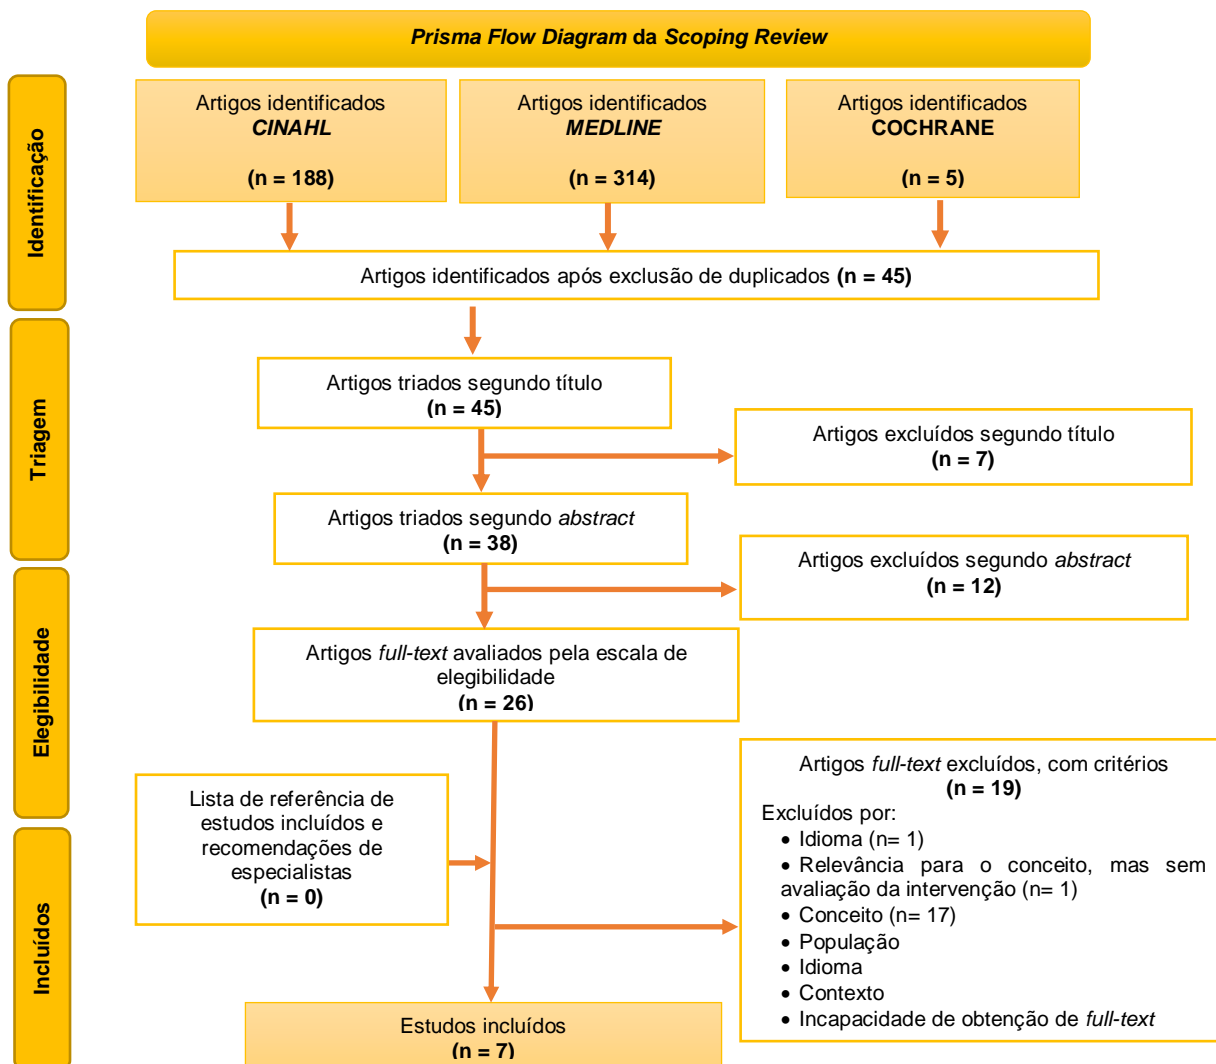 Prisma Flow Diagram da Scoping Review
Identificação
Artigos identificados
CINAHL
(n = 188)
Artigos identificados
MEDLINE
(n = 314)
Artigos identificados
COCHRANE
(n = 5)
Artigos identificados após exclusão de duplicados (n = 45)
Triagem
Artigos triados segundo título
(n = 45)
Artigos excluídos segundo título
(n = 7)
Artigos triados segundo abstract
(n = 38)
Artigos excluídos segundo abstract
(n = 12)
Elegibilidade
Artigos full-text avaliados pela escala de
elegibilidade
(n = 26)
Artigos full-text excluídos, com critérios
(n = 19)
Excluídos por:
• Idioma (n= 1)
• Relevância para o conceito, mas sem
avaliação da intervenção (n= 1)
• Conceito (n= 17)
• População
• Idioma
• Contexto
• Incapacidade de obtenção de full-text
Lista de referência de
estudos incluídos e
recomendações de
especialistas
(n = 0)
Incluídos
Estudos incluídos
(n = 7)